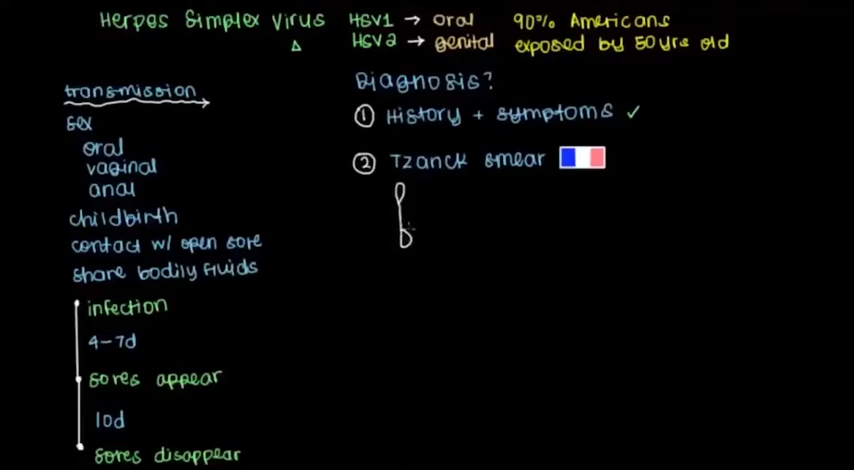 Herpes Simplex Virus
HSV1 → oral
HSV2 → genital
90% Americans
exposed by 50yrs old
transmission
sex
oral
vaginal
anal
childbirth
contact w/ open sore
share bodily fluids
infection
4-7d
sores appear
10d
sores disappear
Diagnosis?
① History + symptoms ✓
② Tzanck smear